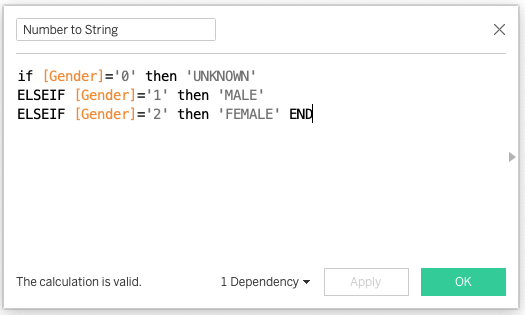 Number to String
if [Gender]='0' then 'UNKNOWN'
ELSEIF [Gender]='1' then 'MALE'
ELSEIF [Gender]='2' then 'FEMALE' END
The calculation is valid.
1 Dependency
Apply
OK